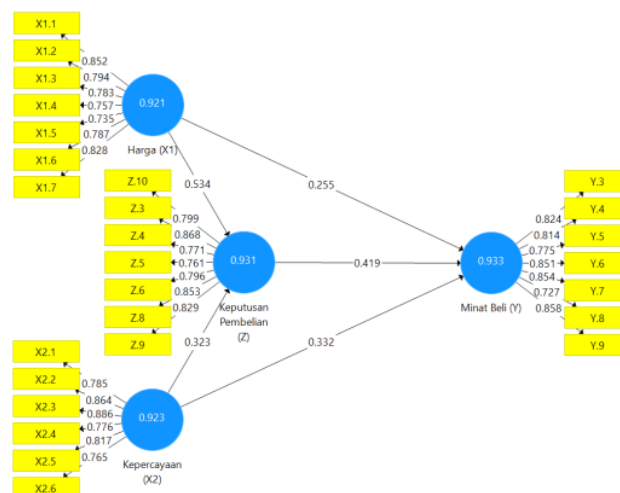 X1.1
X1.2
X1.3
X1.4
X1.5
X1.6
X1.7
0.852
0.794
0.783
0.757
0.735
0.787
0.828
0.921
Harga (X1)
0.534
0.255
Z.10
Z.3
Z.4
Z.5
Z.6
Z.8
Z.9
0.799
0.868
0.771
0.761
0.796
0.853
0.829
0.931
Keputusan
Pembelian
(Z)
0.419
0.323
0.332
X2.1
X2.2
X2.3
X2.4
X2.5
X2.6
0.785
0.864
0.886
0.776
0.817
0.765
0.923
Kepercayaan
(X2)
0.933
Minat Beli (Y)
0.824
0.814
0.775
0.851
0.854
0.727
0.858
Y.3
Y.4
Y.5
Y.6
Y.7
Y.8
Y.9